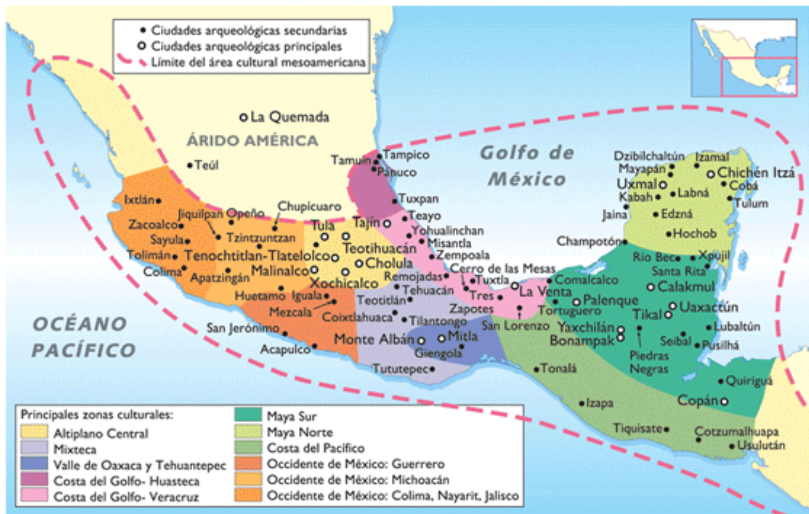 Ciudades arqueológicas secundarias
Ciudades arqueológicas principales
Límite del área cultural mesoamericana
La Quemada
ÁRIDO AMÉRICA
Teúl
Tamuín
Tampico
Pánuco
Golfo de
México
Dzibilchaltún
Izamal
Mayapán
Chichén Itzá
Uxmal
Cobá
Kabah
Labná
Tulum
Jaina
Edzná
Hochob
Champotón
Ixtlán
Jiquilpan
Opeño
Chupícuaro
Tuxpan
Zacoalco
Tula
Tajín
Teayo
Sayula
Tzintzuntzan
Teotihuacán
Yohualinchan
Misantla
Tolimán
Tenochtitlan-Tlatelolco
Cholula
Zempoala
Colima
Apatzingán
Malinalco
Xochicalco
Remojadas
Cerro de las Mesas
Río Bec
Xpujil
Santa Rita
Huetamo
Iguala
Tehuacán
Tuxtla
Comalcalco
Calakmul
Mezcala
Teotitlán
Tres
Zapotes
La Venta
Palenque
Uaxactún
Coixtlahuaca
Tilantongo
San Lorenzo
Tortuguero
Tikal
OCÉANO
PACÍFICO
San Jerónimo
Monte Albán
Mitla
Yaxchilán
Bonampak
Lubaltún
Acapulco
Giengola
Piedras
Negras
Seibal
Pusilhá
Tututepec
Tonalá
Quiriguá
Izapa
Copán
Tiquisate
Cotzumalhuapa
Usulután
Principales zonas culturales:
Altiplano Central
Mixteca
Valle de Oaxaca y Tehuantepec
Costa del Golfo- Huasteca
Costa del Golfo-Veracruz
Maya Sur
Maya Norte
Costa del Pacífico
Occidente de México: Guerrero
Occidente de México: Michoacán
Occidente de México: Colima, Nayarit, Jalisco